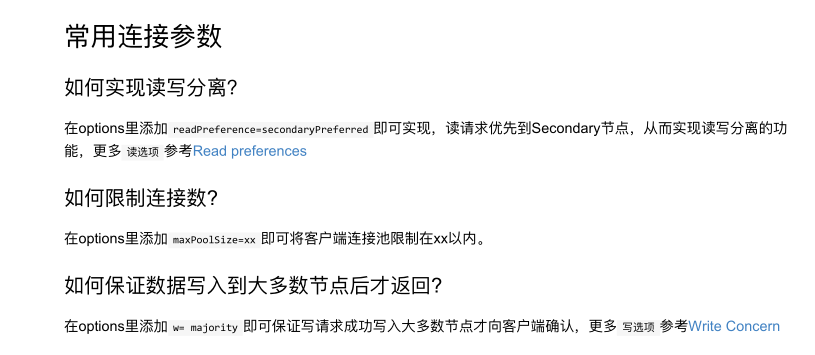 常用连接参数
如何实现读写分离?
在options里添加 readPreference=secondaryPreferred 即可实现，读请求优先到Secondary节点，从而实现读写分离的功
能，更多 读选项 参考Read preferences
如何限制连接数?
在options里添加 maxPoolSize=xx 即可将客户端连接池限制在xx以内。
如何保证数据写入到大多数节点后才返回?
在options里添加 w= majority 即可保证写请求成功写入大多数节点才向客户端确认，更多 写选项 参考Write Concern